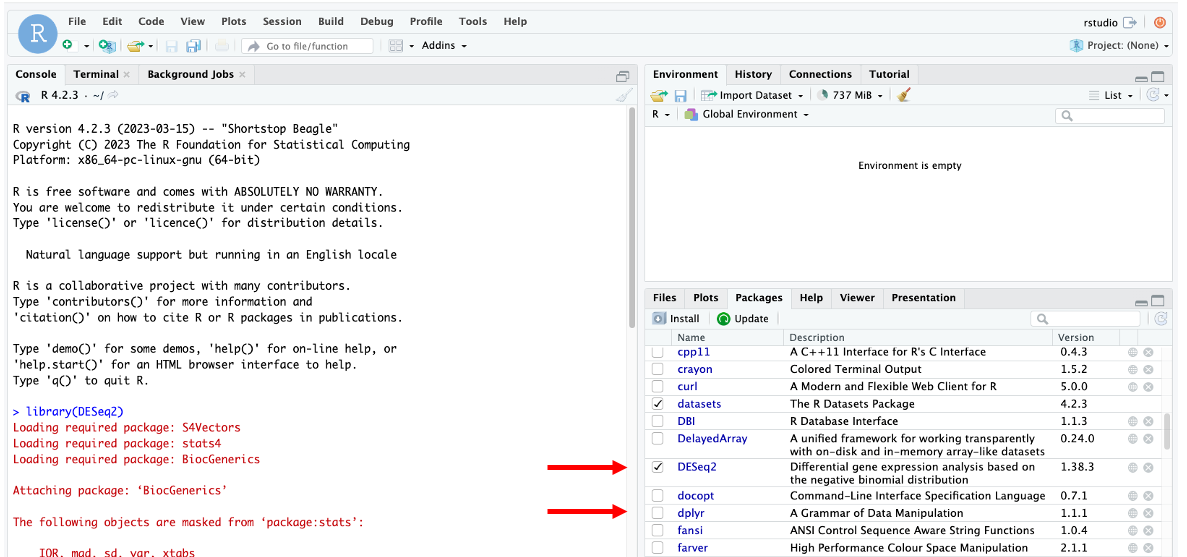 R
File Edit Code View Plots Session Build Debug Profile Tools Help
rstudio
Go to file/function
Addins
Project: (None)
Console Terminal Background Jobs
R 4.2.3 · ~/
R version 4.2.3 (2023-03-15) -- "Shortstop Beagle"
Copyright (C) 2023 The R Foundation for Statistical Computing
Platform: x86_64-pc-linux-gnu (64-bit)
R is free software and comes with ABSOLUTELY NO WARRANTY.
You are welcome to redistribute it under certain conditions.
Type 'license()' or 'licence()' for distribution details.
Natural language support but running in an English locale
R is a collaborative project with many contributors.
Type 'contributors()' for more information and
'citation()' on how to cite R or R packages in publications.
Type 'demo()' for some demos, 'help()' for on-line help, or
'help.start()' for an HTML browser interface to help.
Type 'q()' to quit R.
> library(DESeq2)
Loading required package: S4Vectors
Loading required package: stats4
Loading required package: BiocGenerics
Attaching package: ‘BiocGenerics’
The following objects are masked from ‘package:stats’:
IQR, mad, sd, var, xtabs
Environment History Connections Tutorial
Import Dataset 737 MiB List
R Global Environment
Environment is empty
Files Plots Packages Help Viewer Presentation
Install Update
Name Description Version
cpp11 A C++11 Interface for R's C Interface 0.4.3
crayon Colored Terminal Output 1.5.2
curl A Modern and Flexible Web Client for R 5.0.0
datasets The R Datasets Package 4.2.3
DBI R Database Interface 1.1.3
DelayedArray A unified framework for working transparently 0.24.0
with on-disk and in-memory array-like datasets
DESeq2 Differential gene expression analysis based on 1.38.3
the negative binomial distribution
docopt Command-Line Interface Specification Language 0.7.1
dplyr A Grammar of Data Manipulation 1.1.1
fansi ANSI Control Sequence Aware String Functions 1.0.4
farver High Performance Colour Space Manipulation 2.1.1